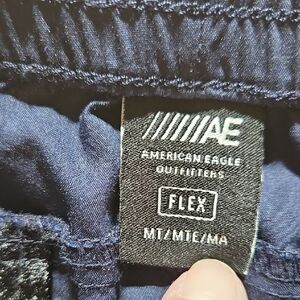 //////AE
AMERICAN EAGLE
OUTFITTERS
FLEX
MT/MTE/MA